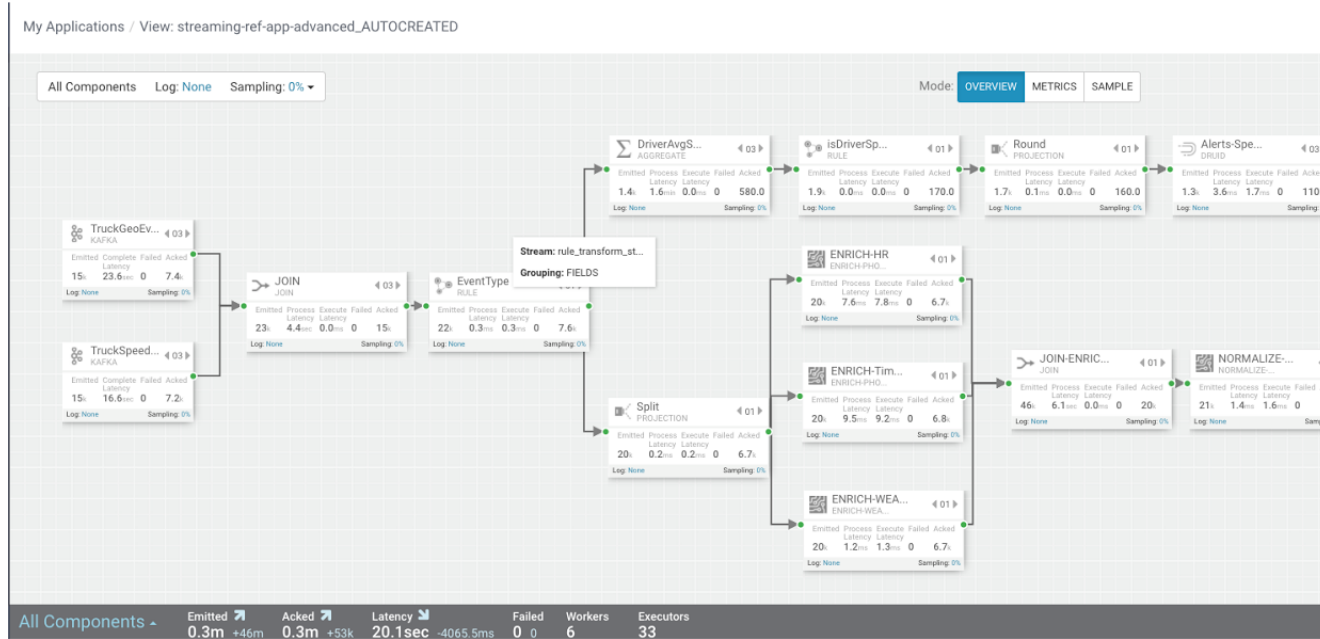 My Applications / View: streaming-ref-app-advanced_AUTOCREATED
All Components Log: None Sampling: 0%
Mode: OVERVIEW METRICS SAMPLE
TruckGeoEv... 03
KAFKA
Emitted Complete Latency Failed Acked
15k 23.6sec 0 7.4k
Log: None Sampling: 0%
TruckSpeed... 03
KAFKA
Emitted Complete Latency Failed Acked
15k 16.6sec 0 7.2k
Log: None Sampling: 0%
JOIN 03
JOIN
Emitted Process Latency Execute Latency Failed Acked
23k 4.4sec 0.0ms 0 15k
Log: None Sampling: 0%
EventType
RULE
Emitted Process Latency Execute Latency Failed Acked
22k 0.3ms 0.3ms 0 7.6k
Log: None Sampling: 0%
Stream: rule_transform_st...
Grouping: FIELDS
DriverAvgS... 03
AGGREGATE
Emitted Process Latency Execute Latency Failed Acked
1.4k 1.6min 0.0ms 0 580.0
Log: None Sampling: 0%
isDriverSp... 01
RULE
Emitted Process Latency Execute Latency Failed Acked
1.9k 0.0ms 0.0ms 0 170.0
Log: None Sampling: 0%
Round 01
PROJECTION
Emitted Process Latency Execute Latency Failed Acked
1.7k 0.1ms 0.0ms 0 160.0
Log: None Sampling: 0%
Alerts-Spe... 03
DRUID
Emitted Process Latency Execute Latency Failed Acked
1.3k 3.6ms 1.7ms 0 110
Log: None Sampling:
Split 01
PROJECTION
Emitted Process Latency Execute Latency Failed Acked
20k 0.2ms 0.2ms 0 6.7k
Log: None Sampling: 0%
ENRICH-HR 01
ENRICH-PHO...
Emitted Process Latency Execute Latency Failed Acked
20k 7.6ms 7.8ms 0 6.7k
Log: None Sampling: 0%
ENRICH-Tim... 01
ENRICH-PHO...
Emitted Process Latency Execute Latency Failed Acked
20k 9.5ms 9.2ms 0 6.8k
Log: None Sampling: 0%
ENRICH-WEA... 01
ENRICH-WEA...
Emitted Process Latency Execute Latency Failed Acked
20k 1.2ms 1.3ms 0 6.7k
Log: None Sampling: 0%
JOIN-ENRIC... 01
JOIN
Emitted Process Latency Execute Latency Failed Acked
46k 6.1sec 0.0ms 0 20k
Log: None Sampling: 0%
NORMALIZE-... 01
NORMALIZE-...
Emitted Process Latency Execute Latency Failed
21k 1.4ms 1.6ms 0
Log: None
All Components
Emitted Acked Latency Failed Workers Executors
0.3m +46m 0.3m +53k 20.1sec -4065.5ms 0 0 6 33